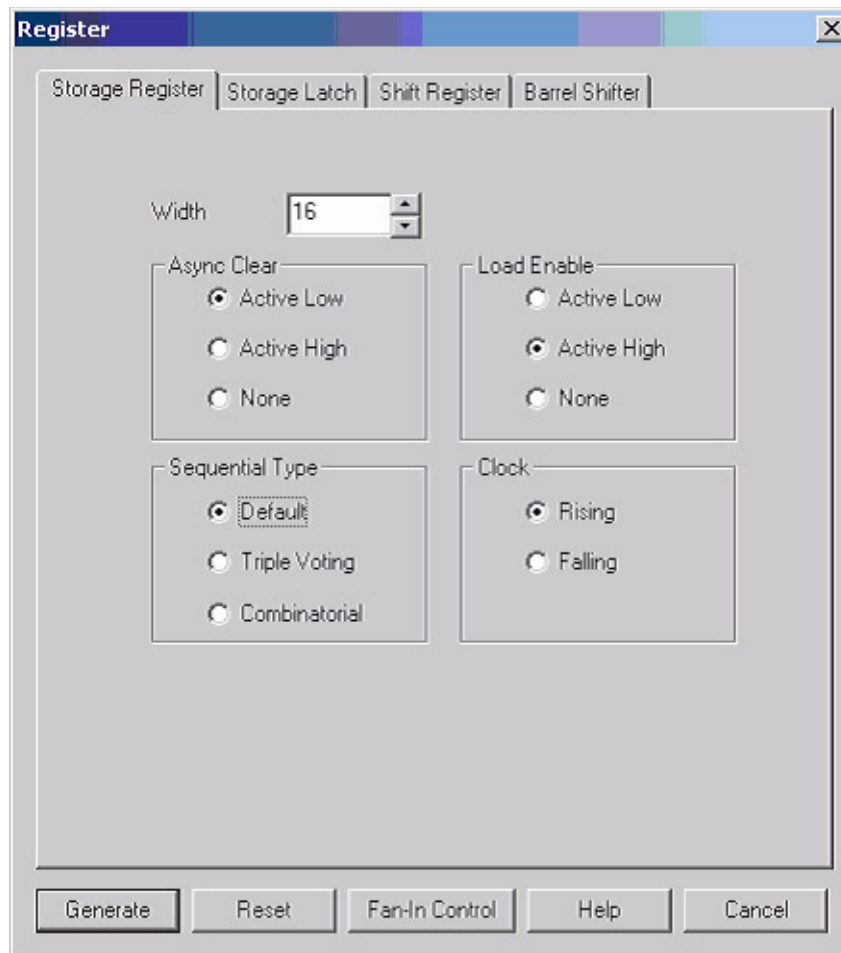 Register
Storage Register Storage Latch Shift Register Barrel Shifter
Width 16
Async Clear
Active Low
Active High
None
Load Enable
Active Low
Active High
None
Sequential Type
Default
Triple Voting
Combinatorial
Clock
Rising
Falling
Generate Reset Fan-In Control Help Cancel